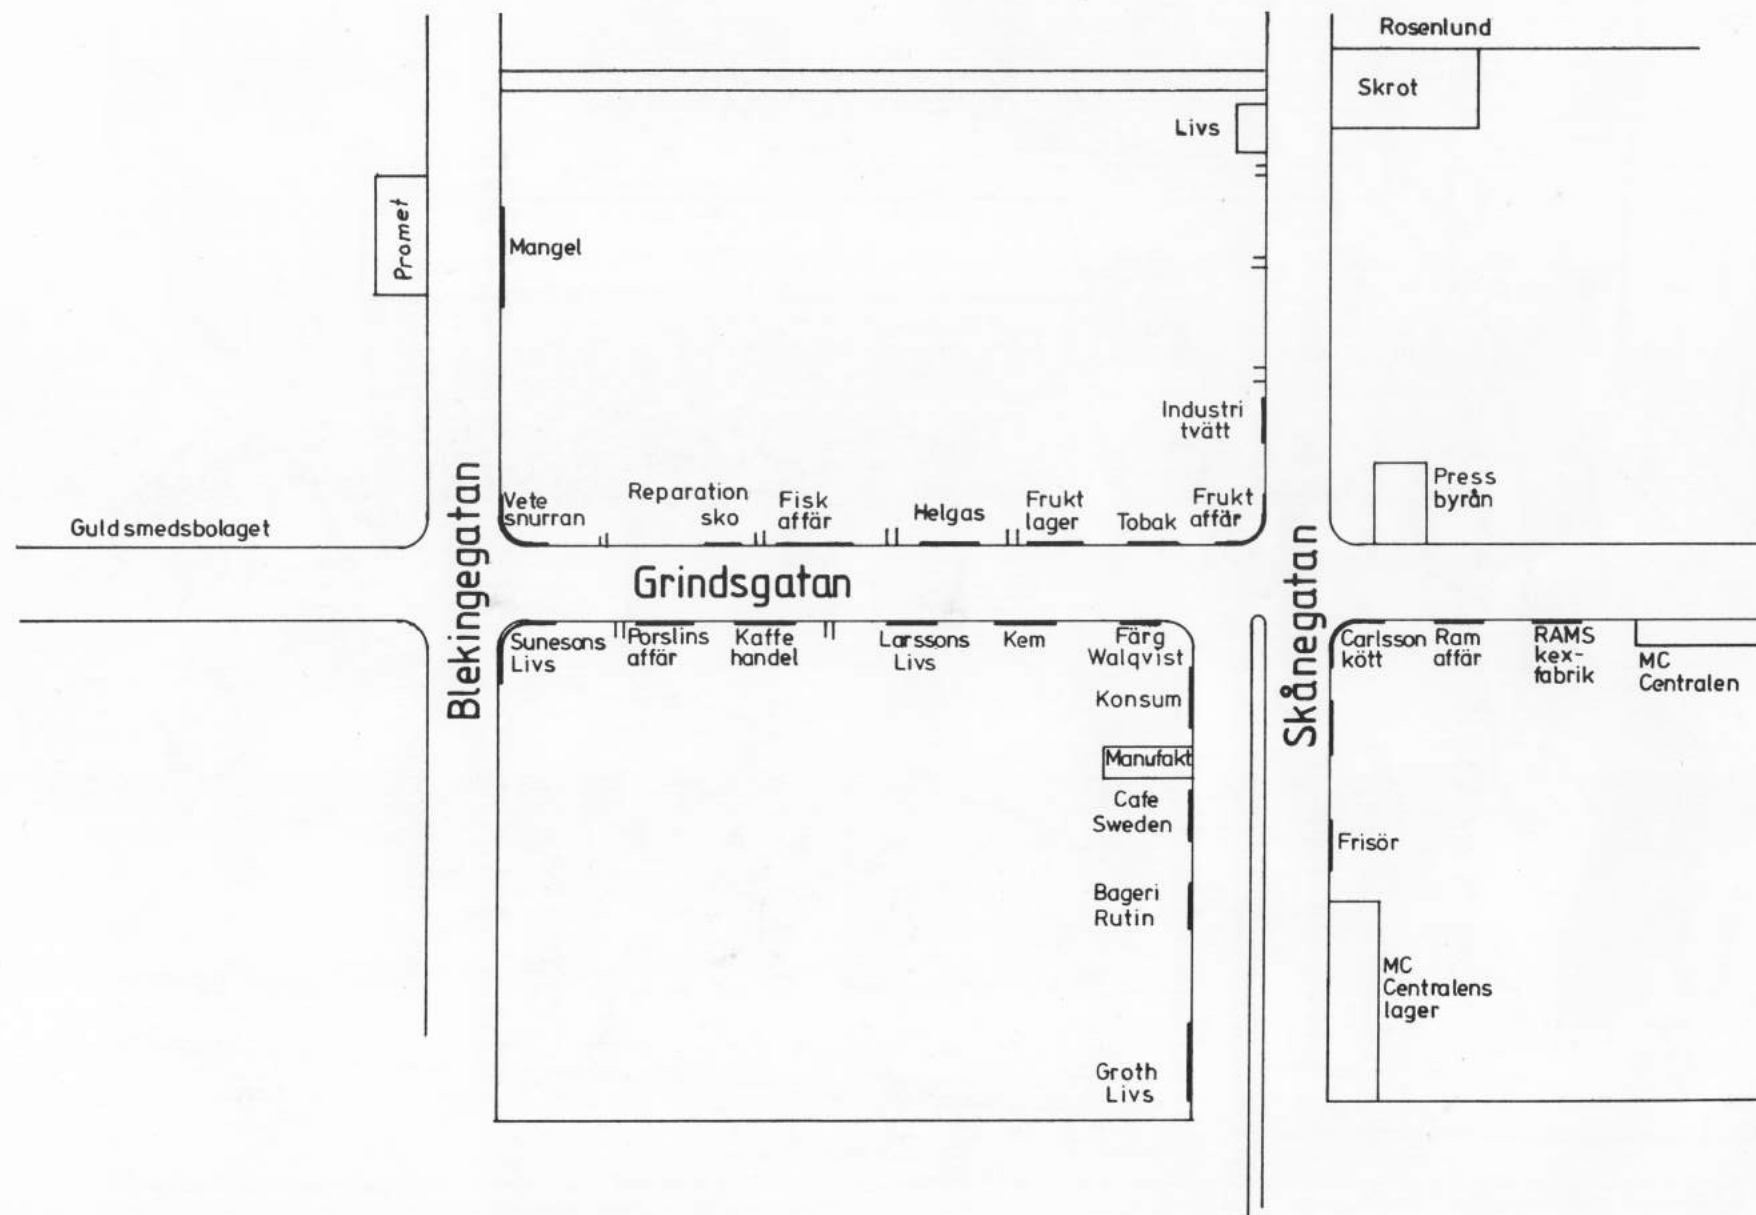 Rosenlund
Skrot
Livs
Promet
Mangel
Industri
tvätt
Press
byrån
Vete
snurran
Reparation
sko
Fisk
affär
Helgas
Frukt
lager
Tobak
Frukt
affär
Guldsmedsbolaget
Blekingegatan
Grindsgatan
Skånegatan
Sunesons
Livs
Porslins
affär
Kaffe
handel
Larssons
Livs
Kem
Färg
Walqvist
Carlsson
kött
Ram
affär
RAMS
kex-
fabrik
MC
Centralen
Konsum
Manufakt
Cafe
Sweden
Frisör
Bageri
Rutin
MC
Centralens
lager
Groth
Livs